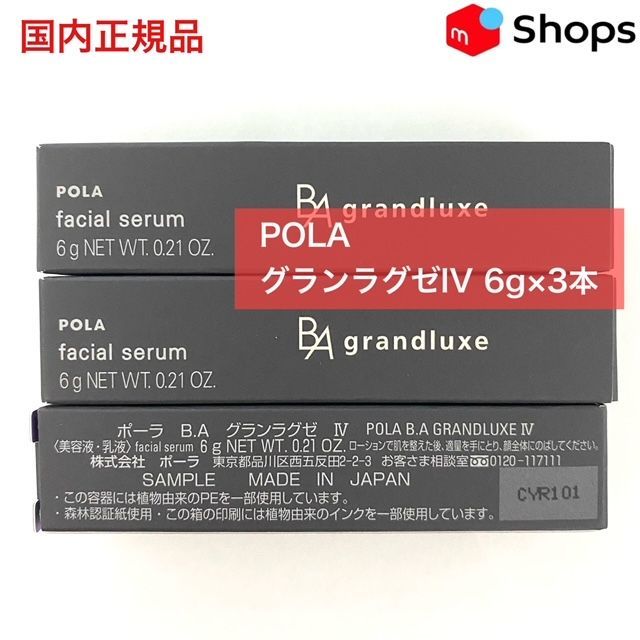 国内正規品
m Shops
POLA
facial serum
6 g NET WT. 0.21 OZ.
BA grandluxe
POLA
グランラグゼIV 6g×3本
POLA
facial serum
6 g NET WT. 0.21 OZ.
BA grandluxe
ポーラ B.A グランラグゼ Ⅳ POLA B.A GRANDLUXE Ⅳ
〈美容液・乳液〉facial serum 6 g NET WT. 0.21 OZ. ローションで肌を整えた後、適量を手にとり、顔全体にのばしてください。
株式会社 ポーラ 東京都品川区西五反田2-2-3 お客さま相談室 0120-117111
SAMPLE MADE IN JAPAN
・この容器には植物由来のPEを一部使用しています。
・森林認証紙使用・この箱の印刷には植物由来のインクを一部使用しています。
CYR101